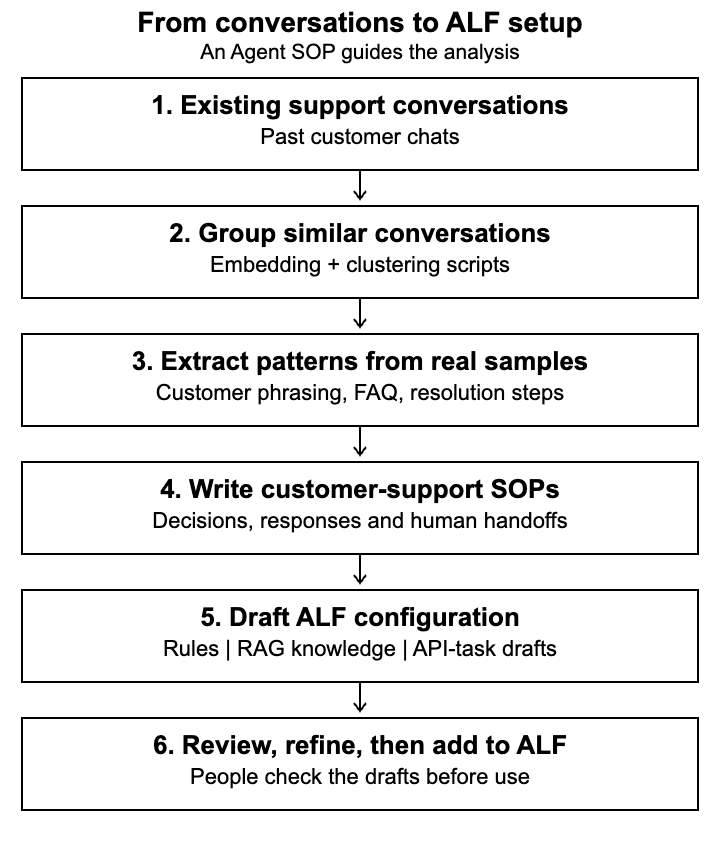 From conversations to ALF setup
An Agent SOP guides the analysis
1. Existing support conversations
Past customer chats
2. Group similar conversations
Embedding + clustering scripts
3. Extract patterns from real samples
Customer phrasing, FAQ, resolution steps
4. Write customer-support SOPs
Decisions, responses and human handoffs
5. Draft ALF configuration
Rules | RAG knowledge | API-task drafts
6. Review, refine, then add to ALF
People check the drafts before use